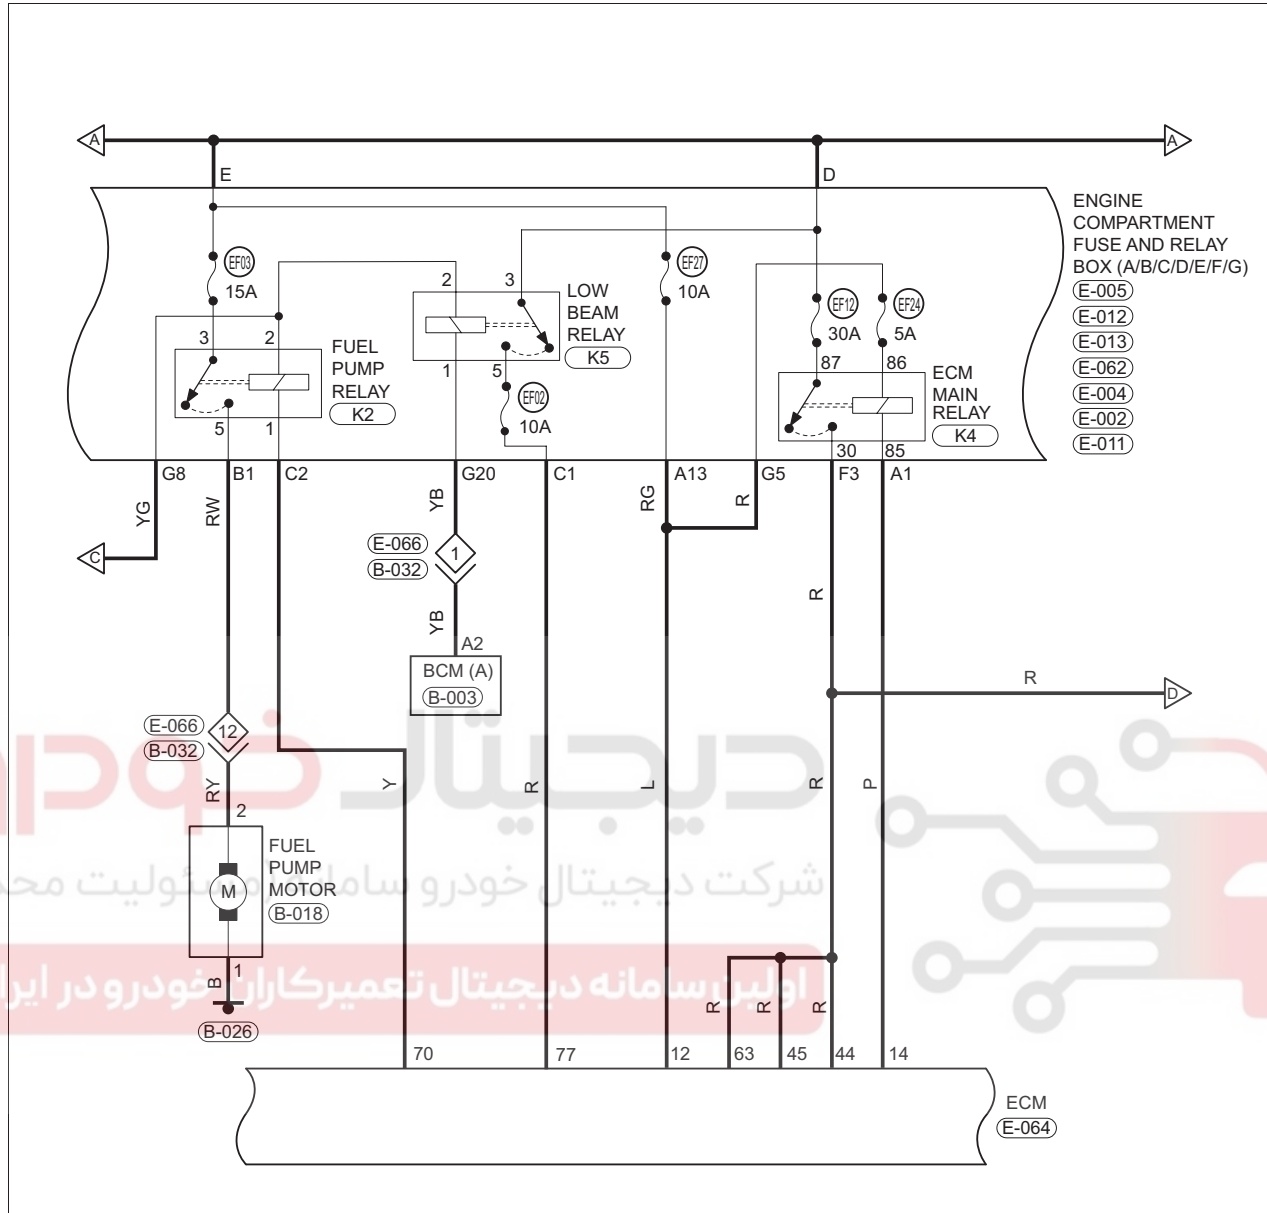 A
A
E
D
ENGINE
COMPARTMENT
FUSE AND RELAY
BOX (A/B/C/D/E/F/G)
E-005
E-012
E-013
E-062
E-004
E-002
E-011
EF03
15A
EF27
10A
EF12
30A
EF24
5A
2
3
LOW
BEAM
RELAY
K5
1
5
EF02
10A
3
2
FUEL
PUMP
RELAY
K2
5
1
87
86
ECM
MAIN
RELAY
K4
30
85
G8
B1
C2
G20
C1
A13
G5
F3
A1
YG
RW
YB
RG
R
C
E-066
B-032
1
YB
R
A2
BCM (A)
B-003
R
D
E-066
B-032
12
RY
Y
R
L
R
P
2
FUEL
PUMP
MOTOR
B-018
M
B
1
B-026
R
R
R
70
77
12
63
45
44
14
ECM
E-064
دیجیتال خودرو
شرکت دیجیتال خودرو سامانه
اولین سامانه دیجیتال تعمیرکاران خودرو در